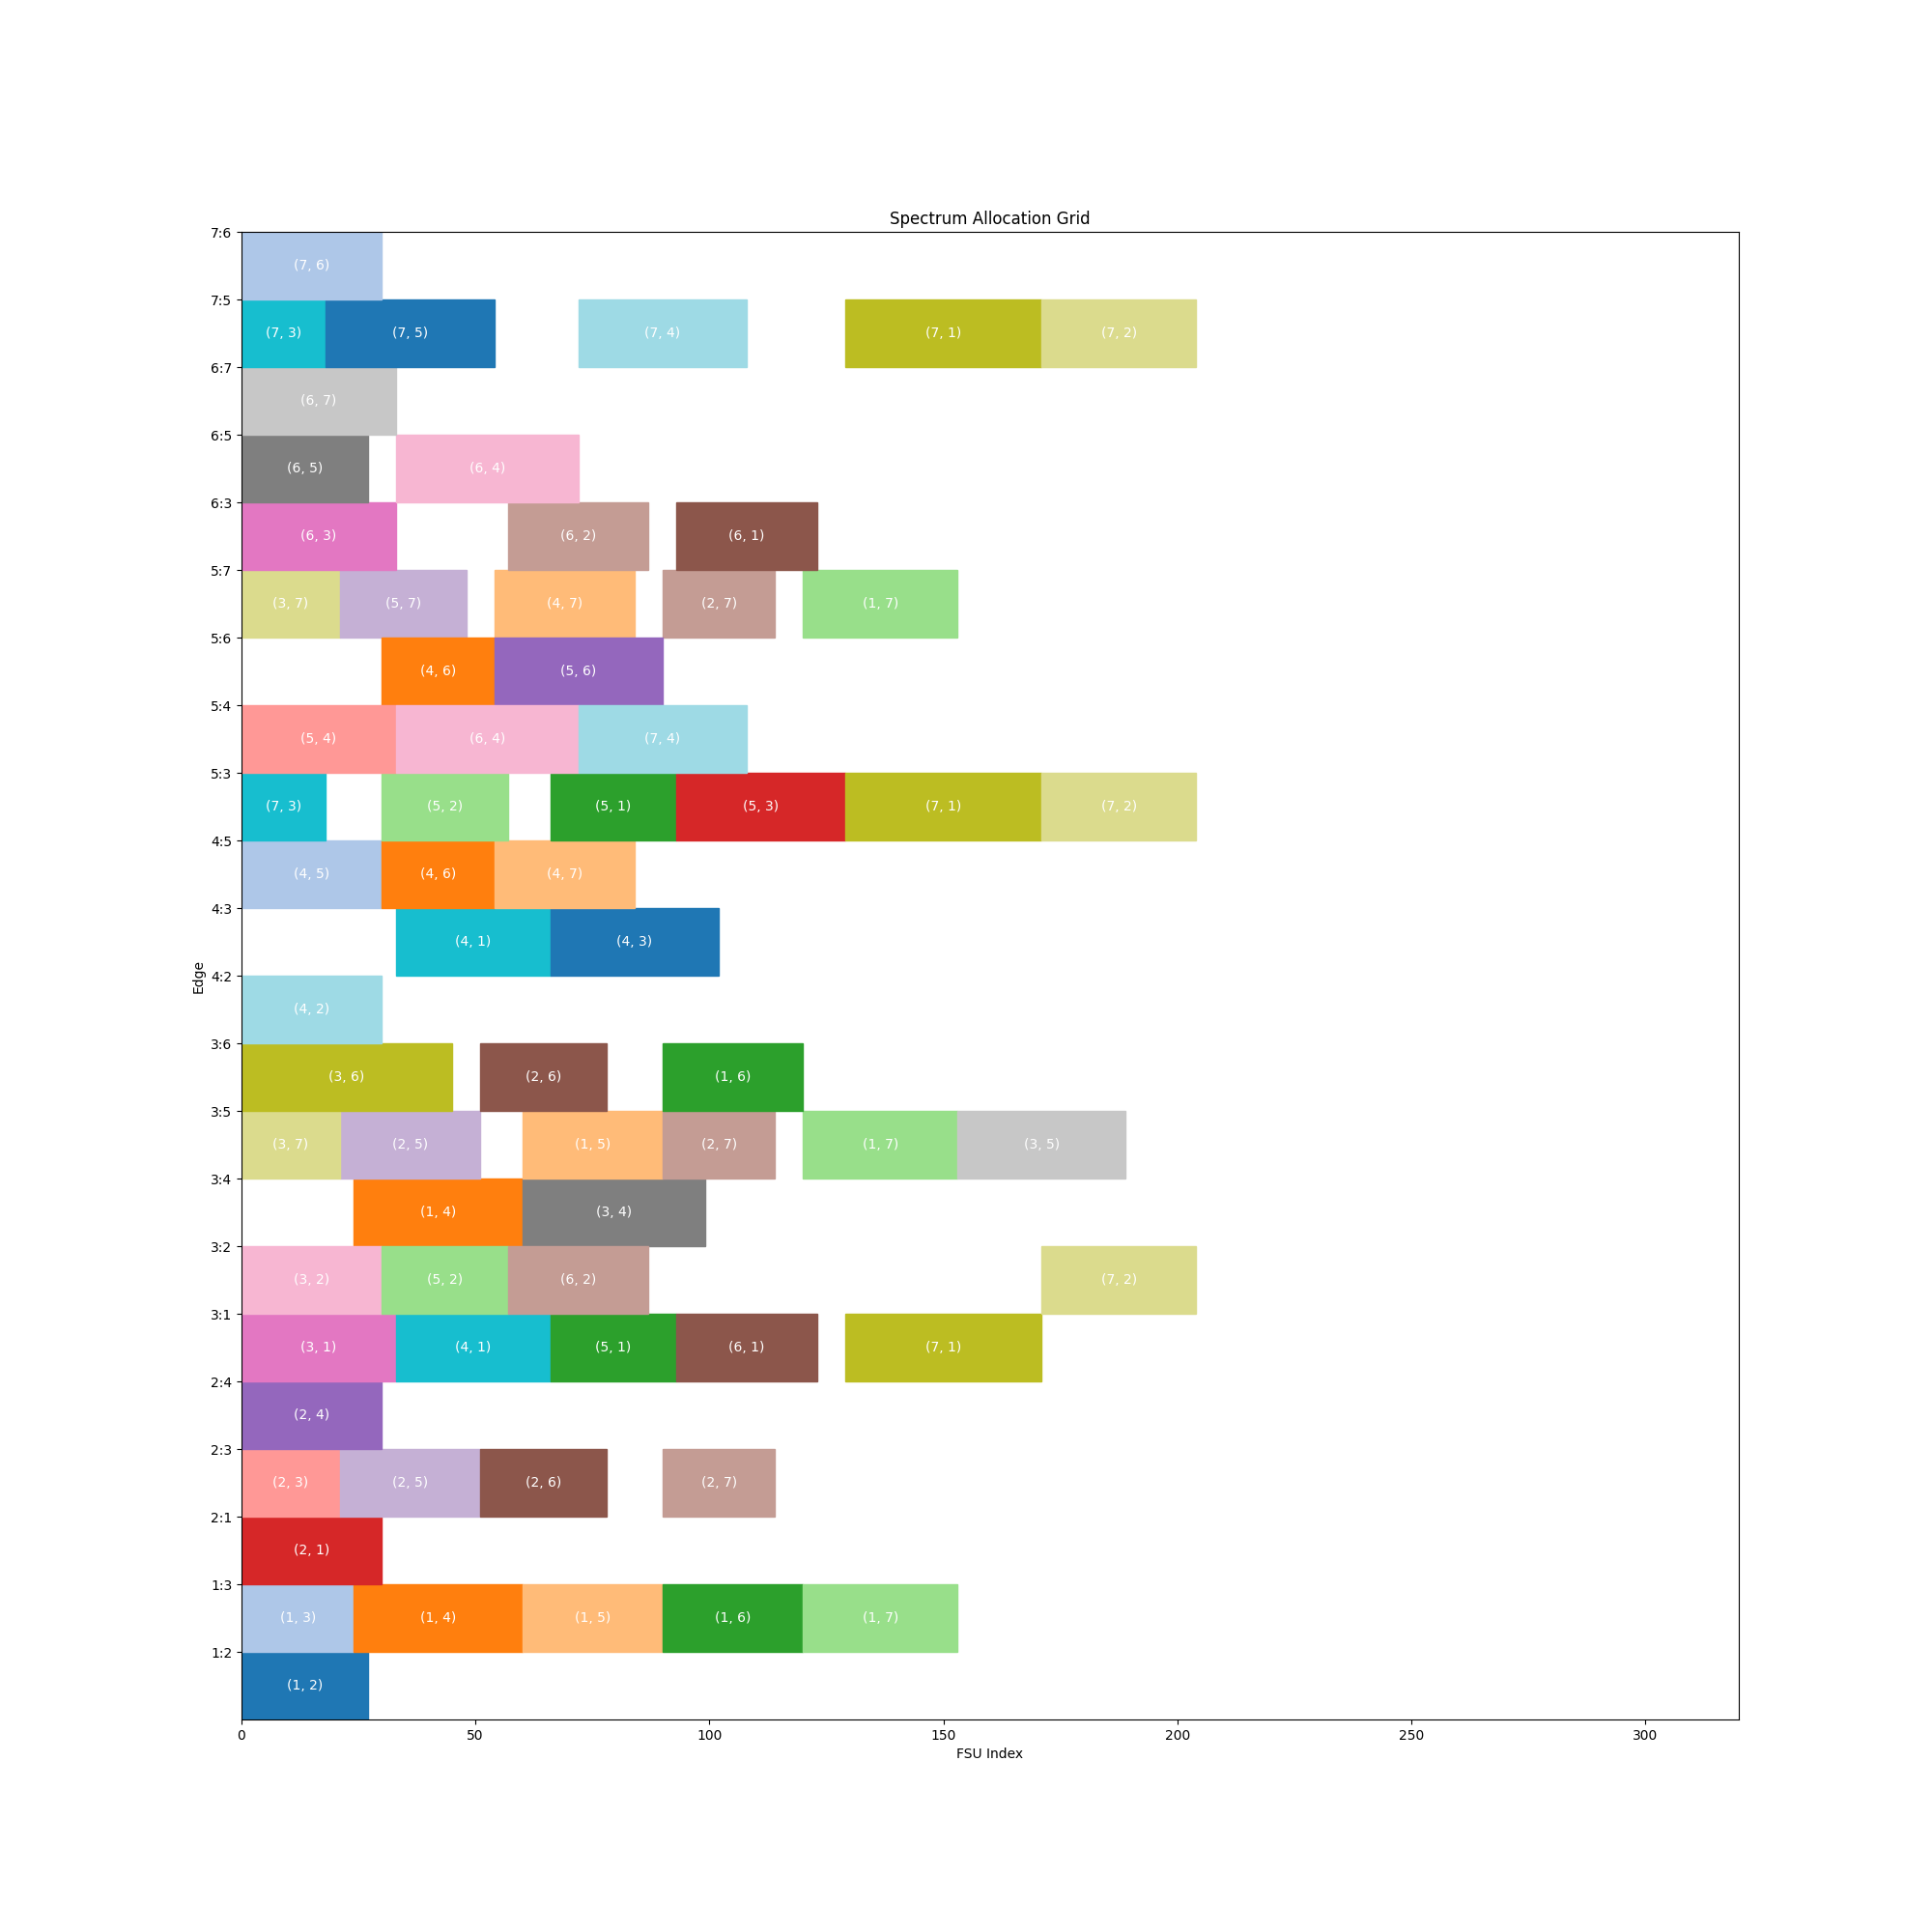 Spectrum Allocation Grid
7:6
(7, 6)
7:5
(7, 3) (7, 5) (7, 4) (7, 1) (7, 2)
6:7
(6, 7)
6:5
(6, 5) (6, 4)
6:3
(6, 3) (6, 2) (6, 1)
5:7
(3, 7) (5, 7) (4, 7) (2, 7) (1, 7)
5:6
(4, 6) (5, 6)
5:4
(5, 4) (6, 4) (7, 4)
5:3
(7, 3) (5, 2) (5, 1) (5, 3) (7, 1) (7, 2)
4:5
(4, 5) (4, 6) (4, 7)
4:3
(4, 1) (4, 3)
4:2
Edge
(4, 2)
3:6
(3, 6) (2, 6) (1, 6)
3:5
(3, 7) (2, 5) (1, 5) (2, 7) (1, 7) (3, 5)
3:4
(1, 4) (3, 4)
3:2
(3, 2) (5, 2) (6, 2) (7, 2)
3:1
(3, 1) (4, 1) (5, 1) (6, 1) (7, 1)
2:4
(2, 4)
2:3
(2, 3) (2, 5) (2, 6) (2, 7)
2:1
(2, 1)
1:3
(1, 3) (1, 4) (1, 5) (1, 6) (1, 7)
1:2
(1, 2)
0 50 100 150 200 250 300
FSU Index